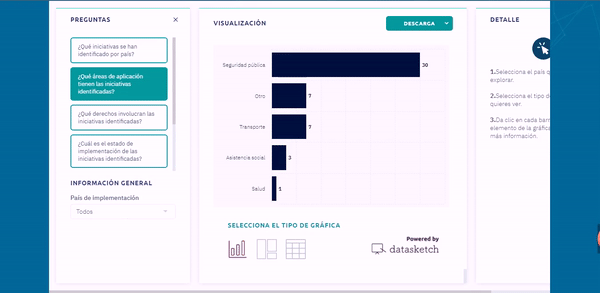 PREGUNTAS
×
¿Qué iniciativas se han
identificado por país?
¿Qué áreas de aplicación
tienen las iniciativas
identificadas?
¿Qué derechos involucran las
iniciativas identificadas?
¿Cuál es el estado de
implementación de las
iniciativas identificadas?
INFORMACIÓN GENERAL
País de implementación
Todos
VISUALIZACIÓN
DESCARGA
Seguridad pública
30
Otro
7
Transporte
7
Asistencia social
3
Salud
1
SELECCIONA EL TIPO DE GRÁFICA
Powered by
datasketch
DETALLE
1.Selecciona el país q
explorar.
2.Selecciona el tipo de
quieres ver.
3.Da clic en cada barr
elemento de la gráfica
más información.